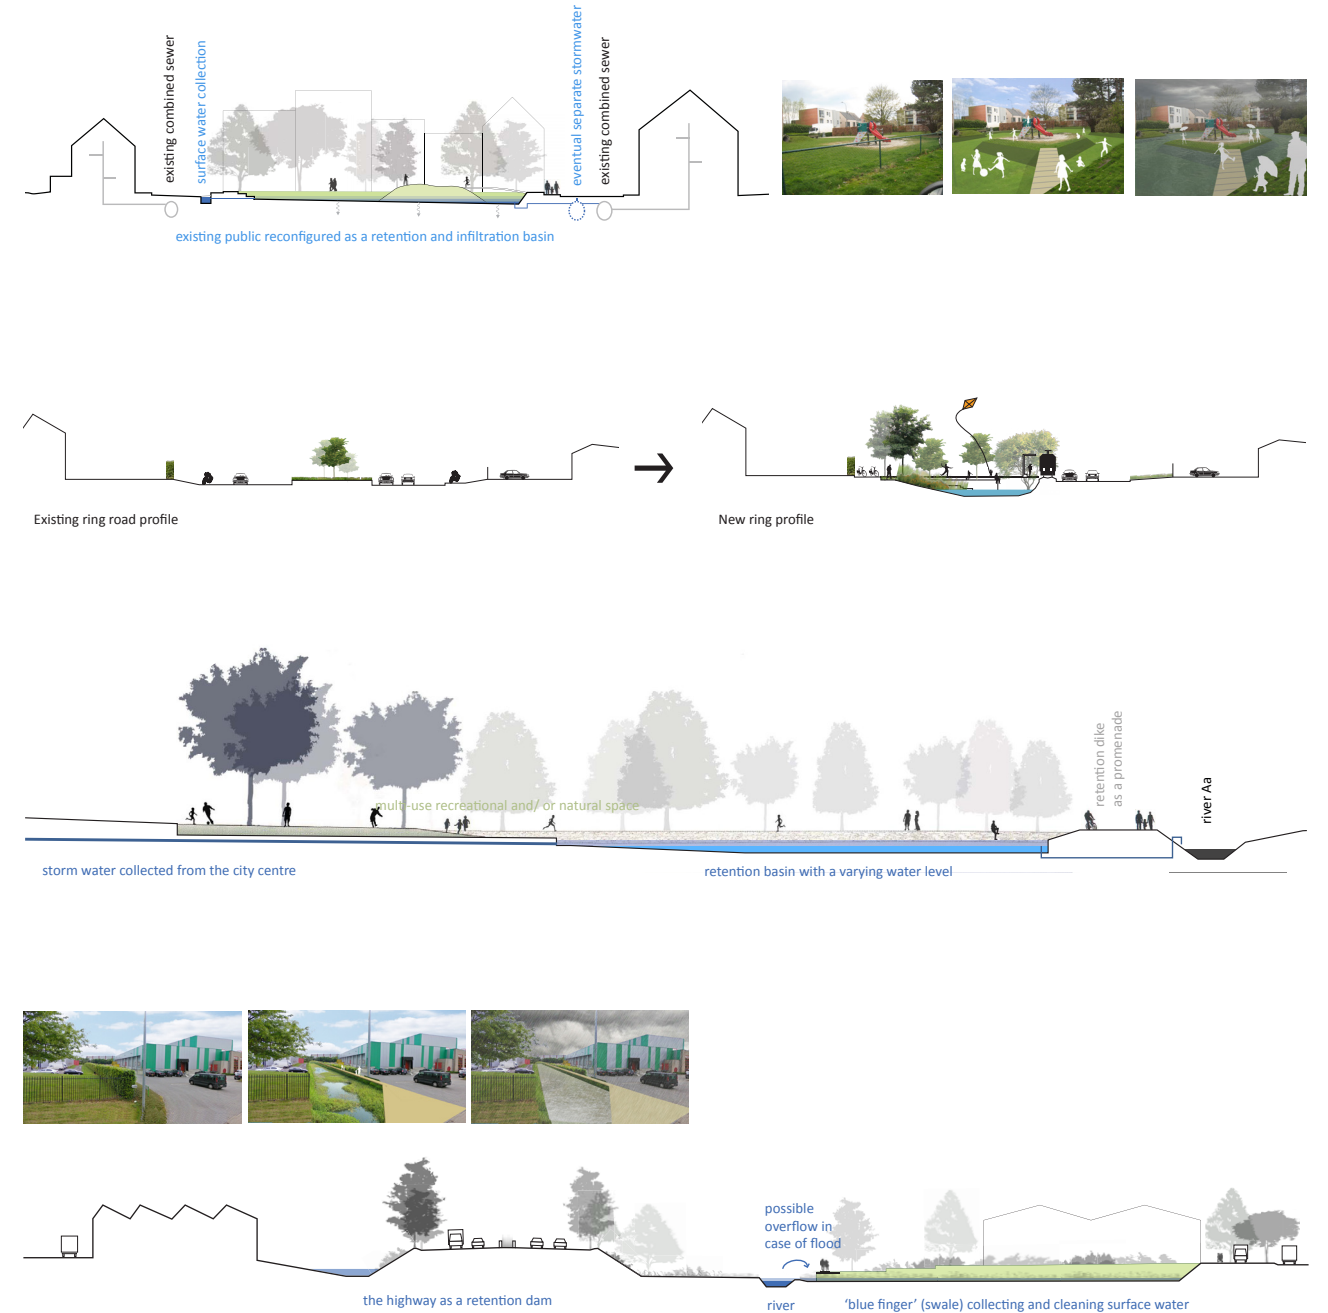 existing combined sewer
surface water collection
eventual separate stormwater
existing combined sewer
existing public reconfigured as a retention and infiltration basin
Existing ring road profile
New ring profile
multi-use recreational and/ or natural space
retention dike
as a promenade
river Aa
storm water collected from the city centre
retention basin with a varying water level
possible
overflow in
case of flood
the highway as a retention dam
river
‘blue finger’ (swale) collecting and cleaning surface water